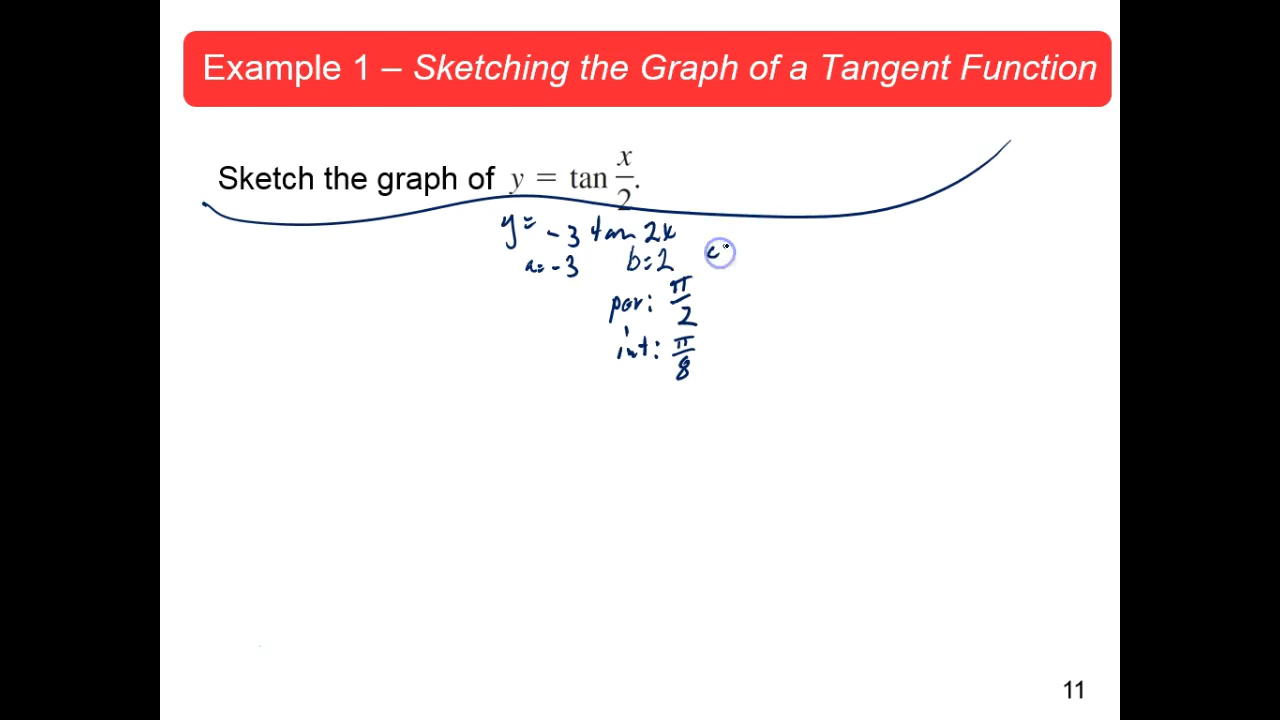 Example 1 – Sketching the Graph of a Tangent Function
Sketch the graph of y = tan x/2.
y = -3 tan 2x
a = -3 b = 2 c =
per: π/2
int: π/8
11